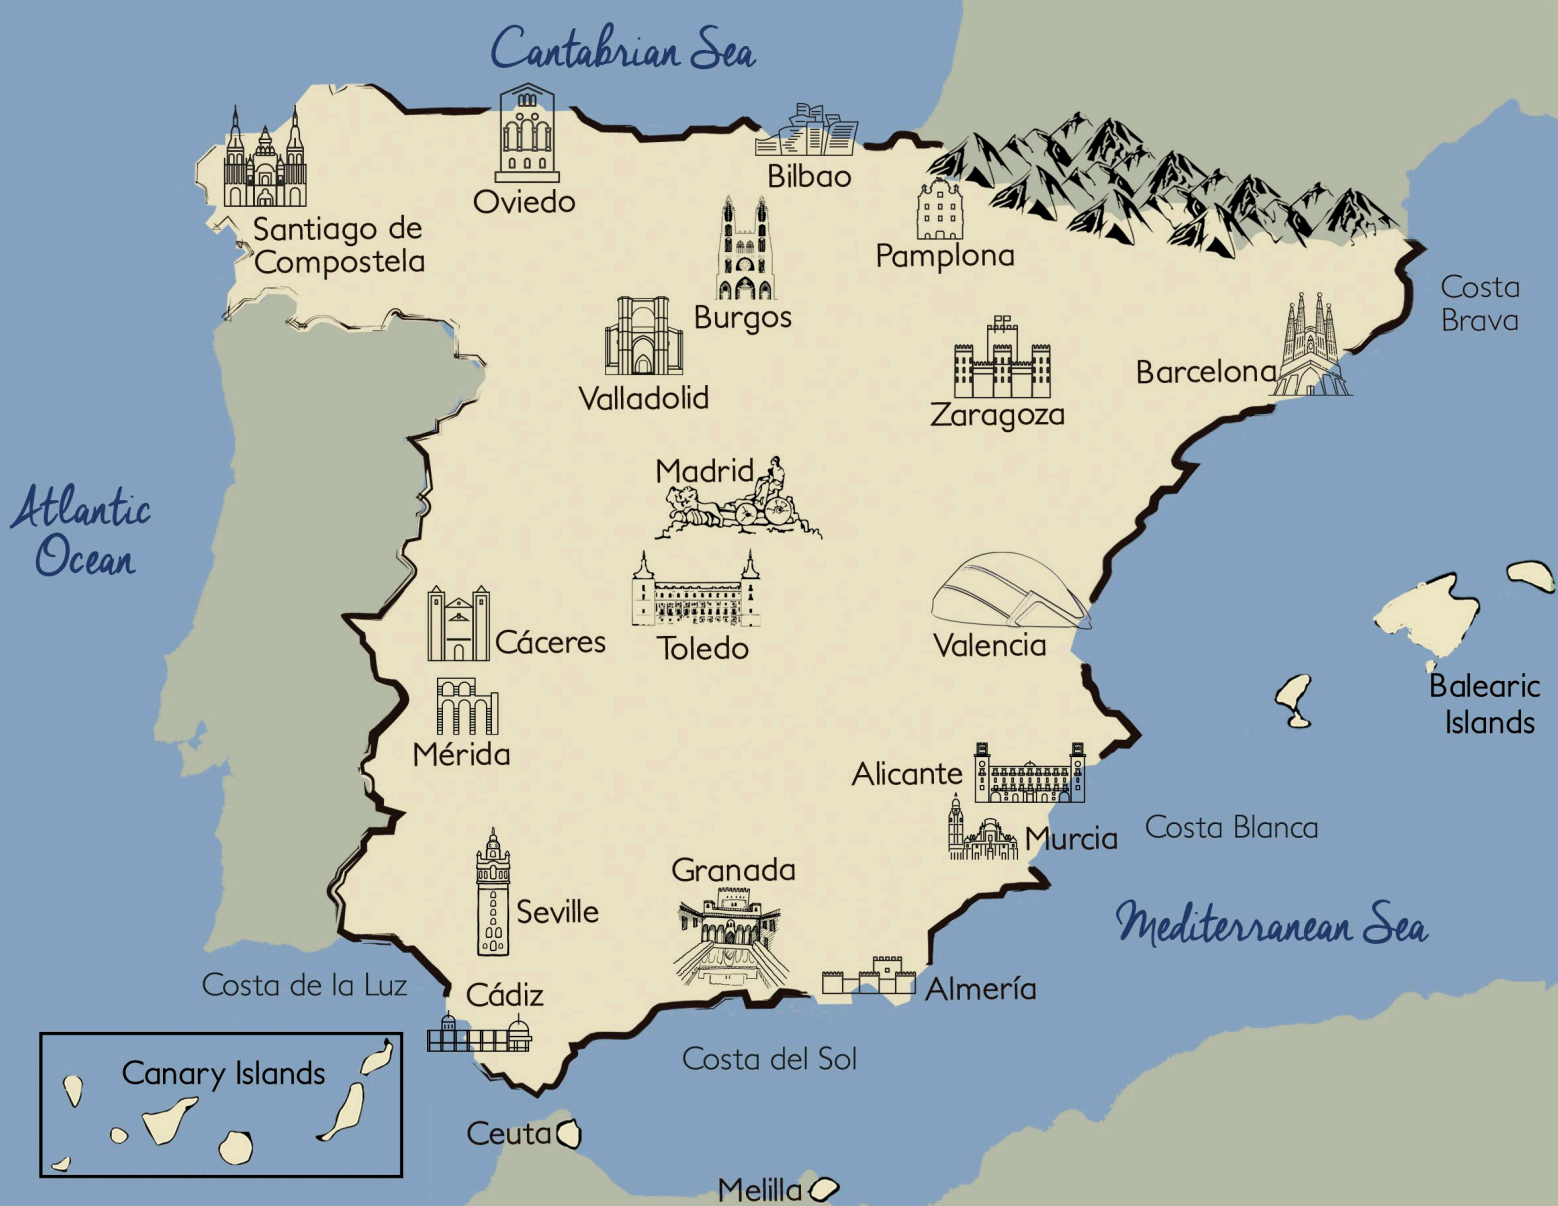 Cantabrian Sea
Bilbao
Oviedo
Santiago de
Compostela
Pamplona
Burgos
Costa
Brava
Barcelona
Valladolid
Zaragoza
Madrid
Atlantic
Ocean
Cáceres
Toledo
Valencia
Balearic
Islands
Mérida
Alicante
Costa Blanca
Murcia
Granada
Seville
Mediterranean Sea
Costa de la Luz
Cádiz
Almería
Costa del Sol
Canary Islands
Ceuta
Melilla